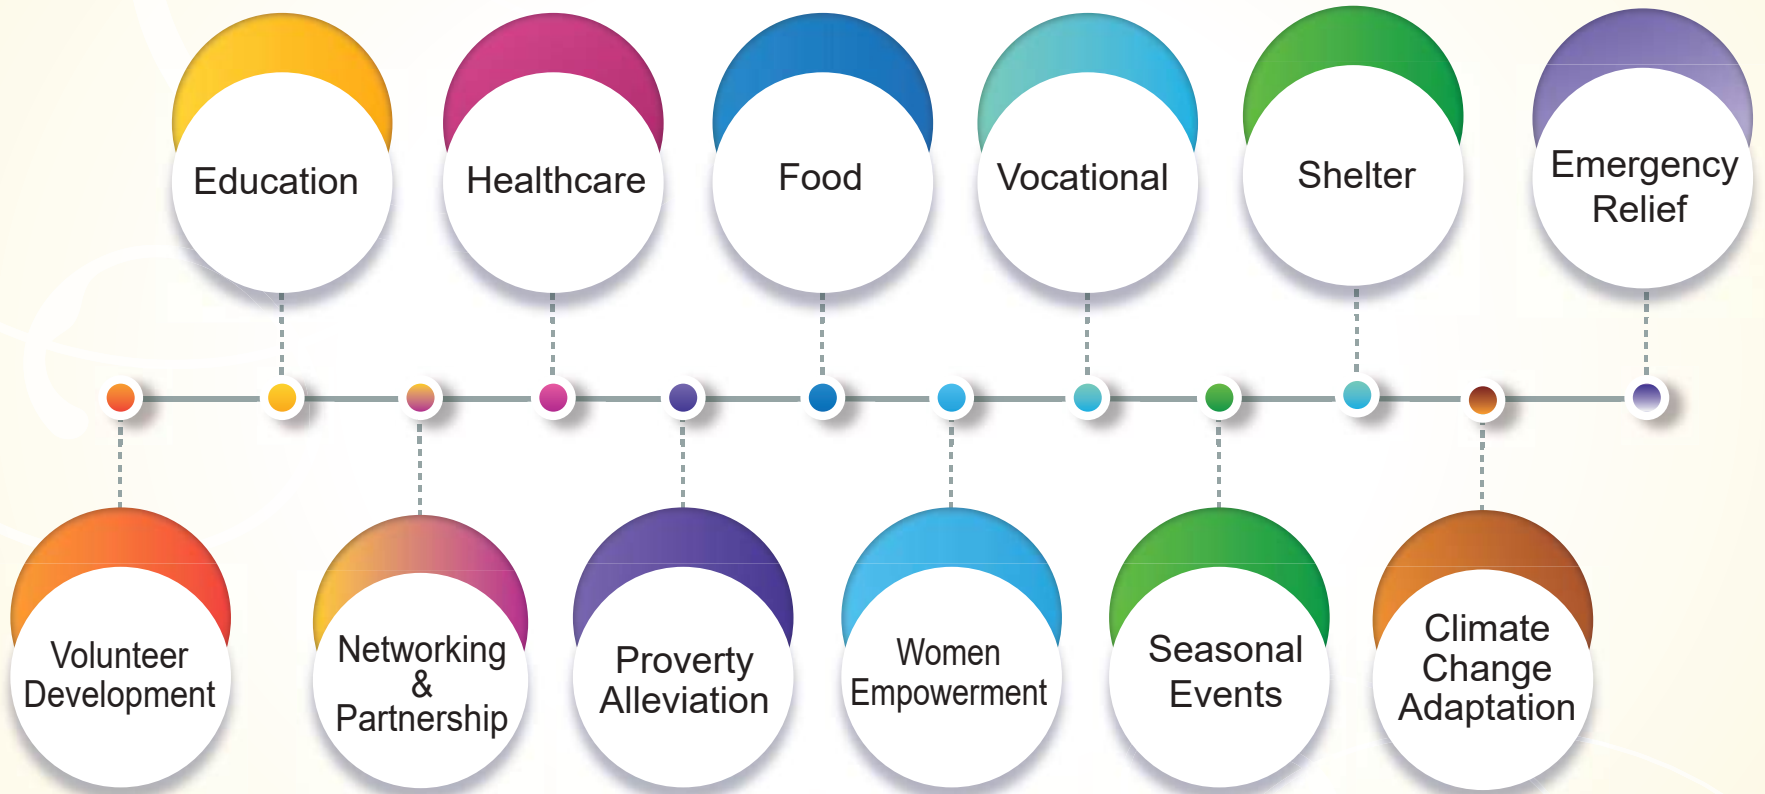 Education
Healthcare
Food
Vocational
Shelter
Emergency
Relief
Volunteer
Development
Networking
&
Partnership
Proverty
Alleviation
Women
Empowerment
Seasonal
Events
Climate
Change
Adaptation